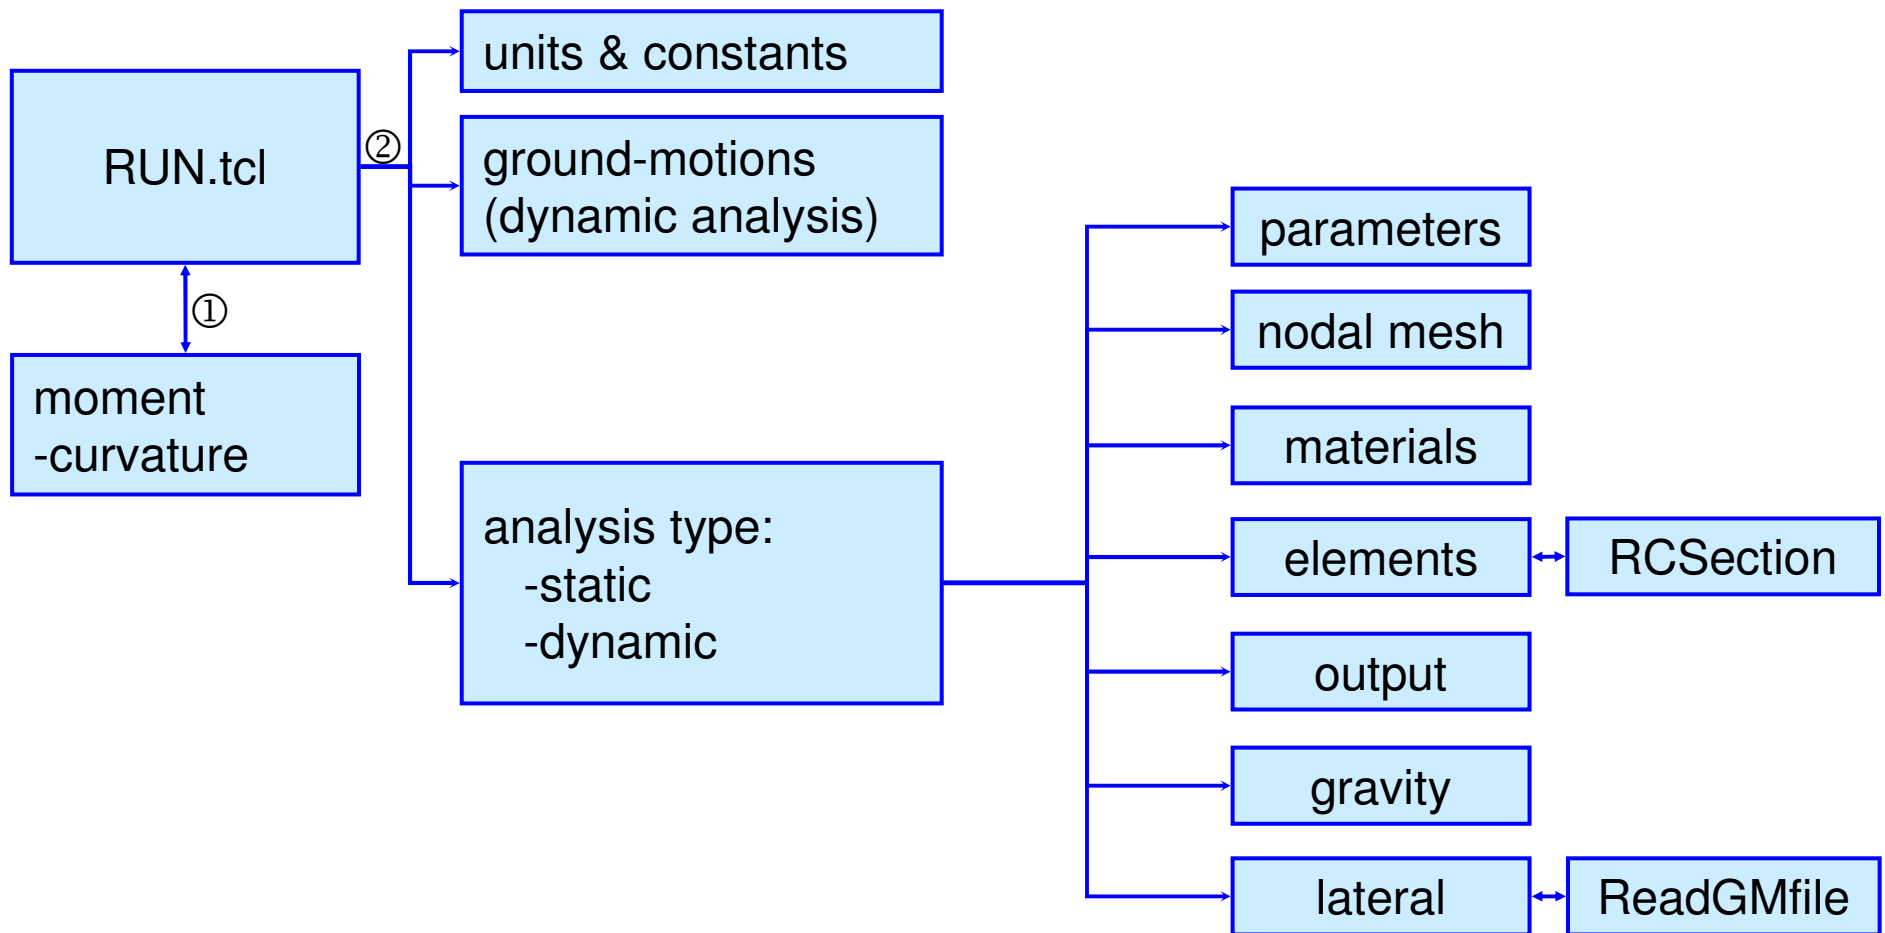 RUN.tcl
①
moment
-curvature
②
units & constants
ground-motions
(dynamic analysis)
analysis type:
-static
-dynamic
parameters
nodal mesh
materials
elements
RCSection
output
gravity
lateral
ReadGMfile